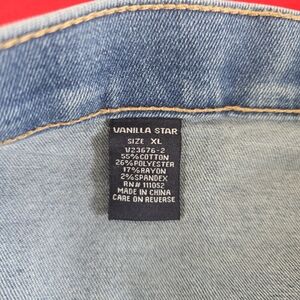 VANILLA STAR
SIZE XL
V23676-2
55%COTTON
26%POLYESTER
17%RAYON
2%SPANDEX
RN# 111052
MADE IN CHINA
CARE ON REVERSE